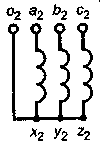 o₂ a₂ b₂ c₂
x₂ y₂ z₂